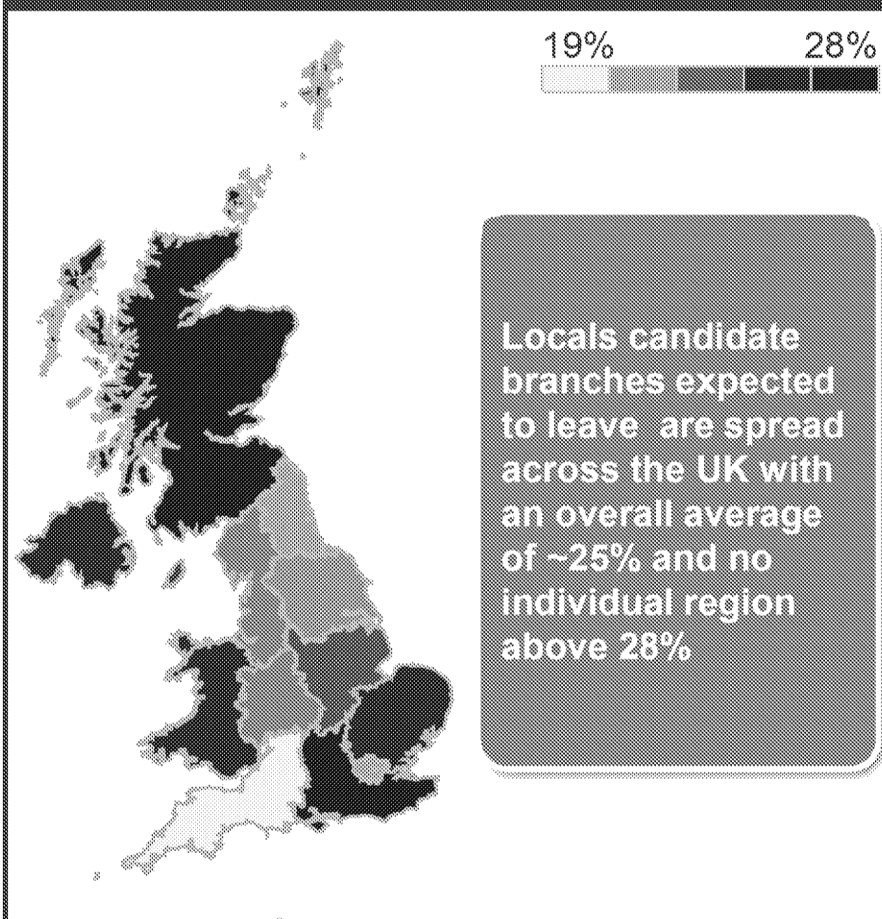 19% 28%
Locals candidate
branches expected
to leave are spread
across the UK with
an overall average
of ~25% and no
individual region
above 28%